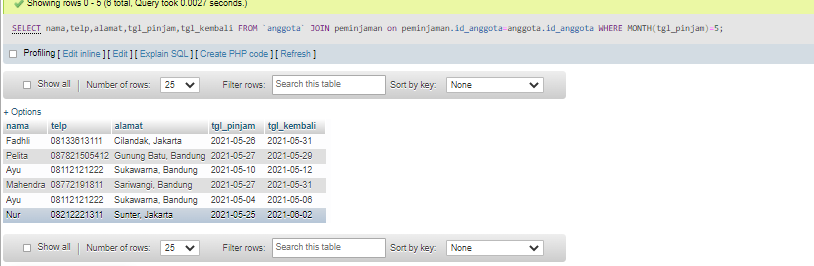 Showing rows 0 - 5 (6 total, Query took 0.0027 seconds.)
SELECT nama,telp,alamat,tgl_pinjam,tgl_kembali FROM `anggota` JOIN peminjaman on peminjaman.id_anggota=anggota.id_anggota WHERE MONTH(tgl_pinjam)=5;
Profiling [ Edit inline ] [ Edit ] [ Explain SQL ] [ Create PHP code ] [ Refresh ]
Show all | Number of rows: 25 Filter rows: Search this table Sort by key: None
+ Options
nama telp alamat tgl_pinjam tgl_kembali
Fadhli 08133613111 Cilandak, Jakarta 2021-05-26 2021-05-31
Pelita 087821505412 Gunung Batu, Bandung 2021-05-27 2021-05-29
Ayu 08112121222 Sukawarna, Bandung 2021-05-10 2021-05-12
Mahendra 08772191811 Sariwangi, Bandung 2021-05-27 2021-05-31
Ayu 08112121222 Sukawarna, Bandung 2021-05-04 2021-05-06
Nur 08212221311 Sunter, Jakarta 2021-05-25 2021-06-02
Show all | Number of rows: 25 Filter rows: Search this table Sort by key: None